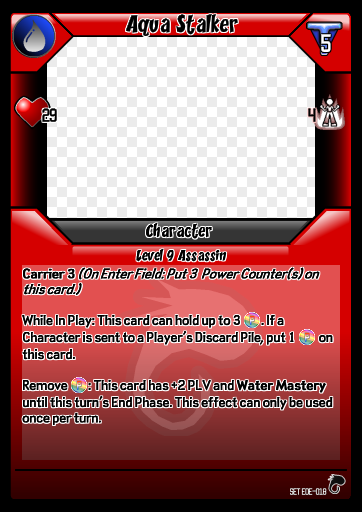 Aqua Stalker
5
29
4
Character
Level 9 Assassin
Carrier 3 (On Enter Field: Put 3 Power Counter(s) on
this card.)
While In Play: This card can hold up to 3 . If a
Character is sent to a Player's Discard Pile, put 1 on
this card.
Remove : This card has +2 PLV and Water Mastery
until this turn's End Phase. This effect can only be used
once per turn.
SET EOE-018